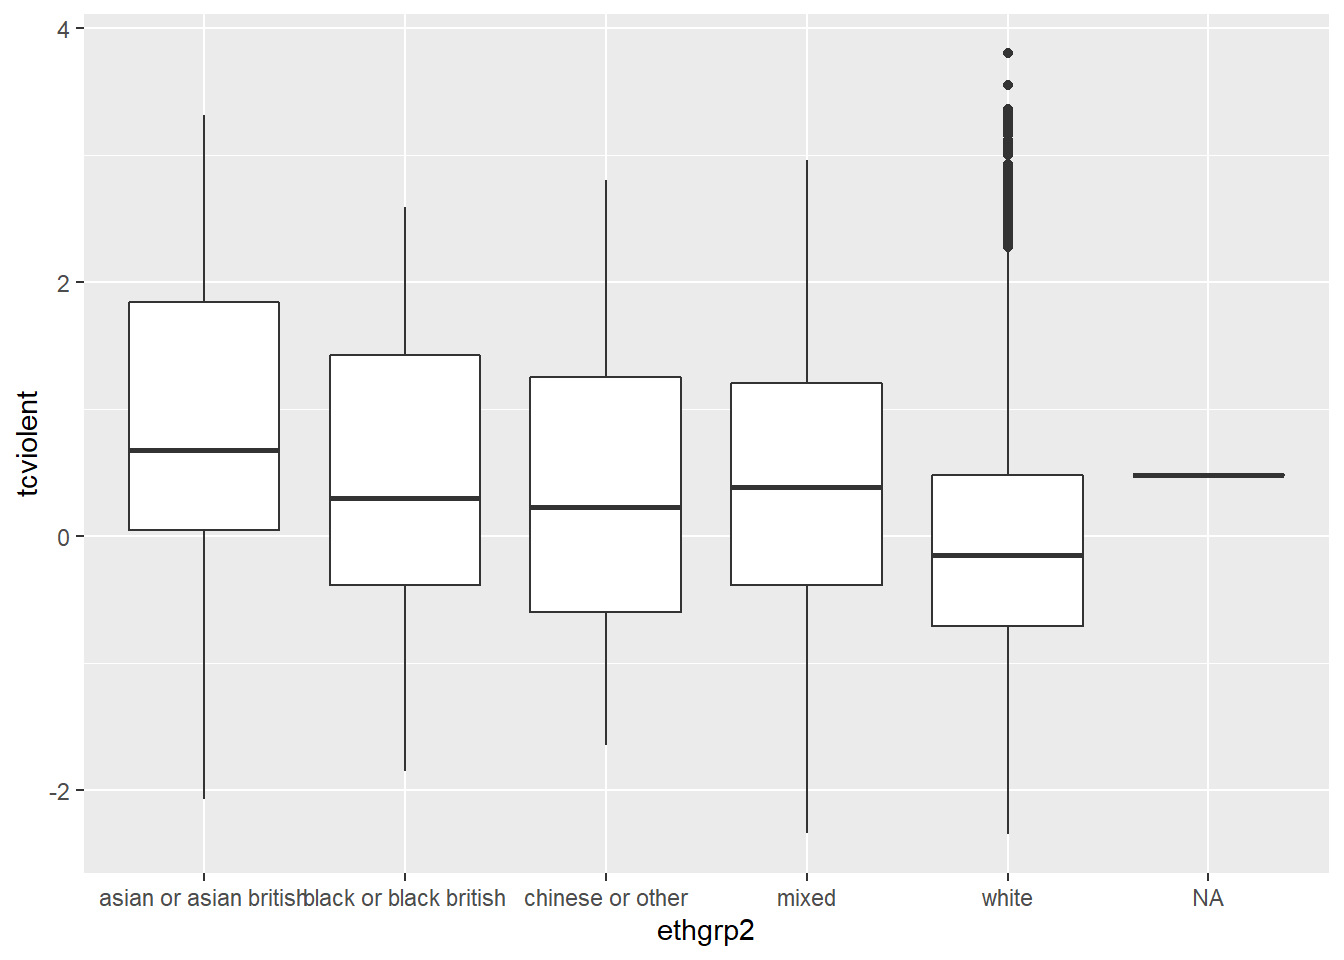 4
2
0
-2
tcviolent
asian or asian british
black or black british
chinese or other
mixed
white
NA
ethgrp2